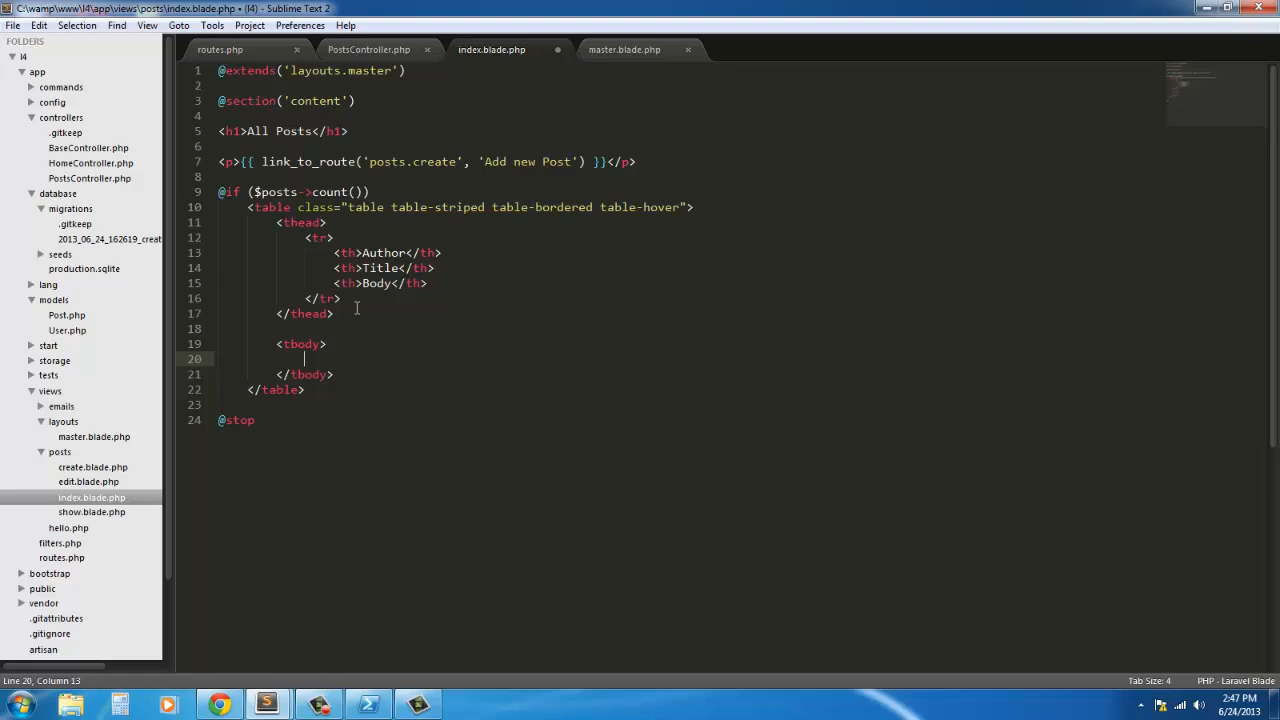 C:\wamp\www\l4\app\views\posts\index.blade.php • (l4) - Sublime Text 2
File Edit Selection Find View Goto Tools Project Preferences Help
FOLDERS
l4
app
commands
config
controllers
.gitkeep
BaseController.php
HomeController.php
PostsController.php
database
migrations
.gitkeep
2013_06_24_162619_creat
seeds
production.sqlite
lang
models
Post.php
User.php
start
storage
tests
views
emails
layouts
master.blade.php
posts
create.blade.php
edit.blade.php
index.blade.php
show.blade.php
hello.php
filters.php
routes.php
bootstrap
public
vendor
.gitattributes
.gitignore
artisan
routes.php × PostsController.php × index.blade.php • master.blade.php ×
1 @extends('layouts.master')
2
3 @section('content')
4
5 <h1>All Posts</h1>
6
7 <p>{{ link_to_route('posts.create', 'Add new Post') }}</p>
8
9 @if ($posts->count())
10 <table class="table table-striped table-bordered table-hover">
11 <thead>
12 <tr>
13 <th>Author</th>
14 <th>Title</th>
15 <th>Body</th>
16 </tr>
17 </thead>
18
19 <tbody>
20
21 </tbody>
22 </table>
23
24 @stop
Line 20, Column 13 Tab Size: 4 PHP - Laravel Blade
2:47 PM
6/24/2013